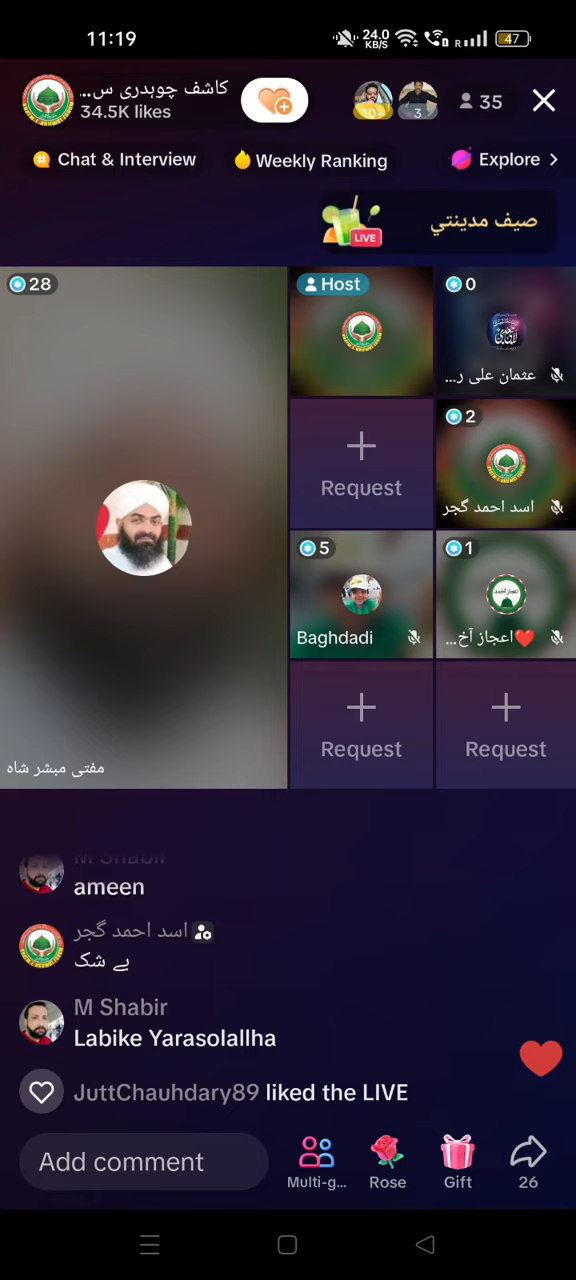 11:19
24.0
KB/S
R
47
کاشف چوہدری س...
34.5K likes
10+
3
35
Chat & Interview
Weekly Ranking
Explore
LIVE
صيف مدينتي
28
Host
0
عثمان علی ر...
Request
2
اسد احمد گجر
5
Baghdadi
1
اعجاز آخ...
Request
Request
مفتی مبشر شاہ
M Shabir
ameen
اسد احمد گجر
بے شک
M Shabir
Labike Yarasolallha
JuttChauhdary89 liked the LIVE
Add comment
Multi-g...
Rose
Gift
26